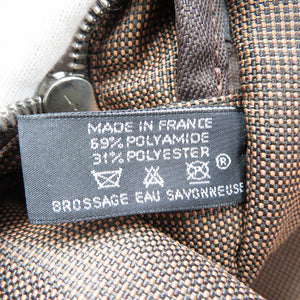 MADE IN FRANCE
69% POLYAMIDE
31% POLYESTER
®
BROSSAGE EAU SAVONNEUSE